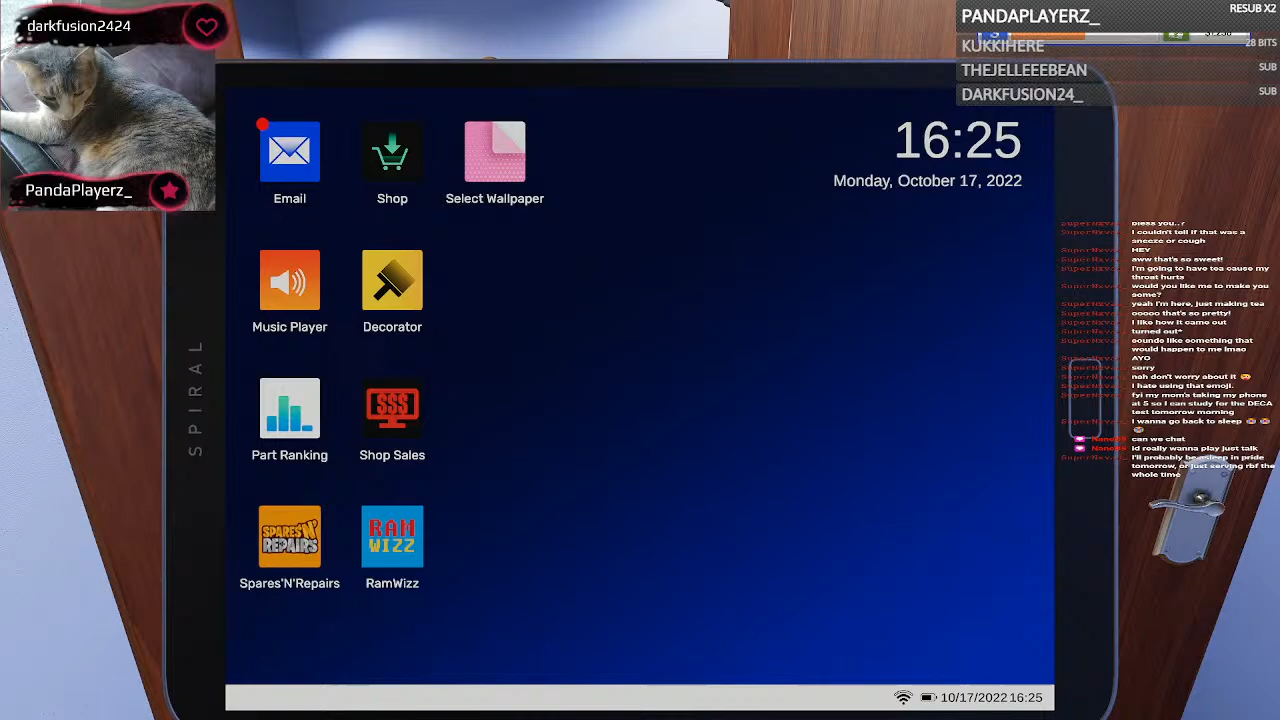 darkfusion2424
PandaPlayerz_
PANDAPLAYERZ_ RESUB X2
KUKKIHERE 28 BITS
THEJELLEEEBEAN SUB
DARKFUSION24_ SUB
16:25
Monday, October 17, 2022
Email
Shop
Select Wallpaper
Music Player
Decorator
Part Ranking
$$$
Shop Sales
SPARES'N'
REPAIRS
Spares'N'Repairs
RAM
WIZZ
RamWizz
SPIRAL
10/17/2022 16:25
bless you..?
I couldn't tell if that was a
sneeze or cough
HEY
aww that's so sweet!
I'm going to have tea cause my
throat hurts
would you like me to make you
some?
yeah I'm here, just making tea
ooooo that's so pretty!
I like how it came out
turned out*
sounds like something that
would happen to me lmao
AYO
sorry
nah don't worry about it
I hate using that emoji.
fyi my mom's taking my phone
at 5 so I can study for the DECA
test tomorrow morning
I wanna go back to sleep
can we chat
id really wanna play just talk
I'll probably be asleep in pride
tomorrow, or just serving rbf the
whole time